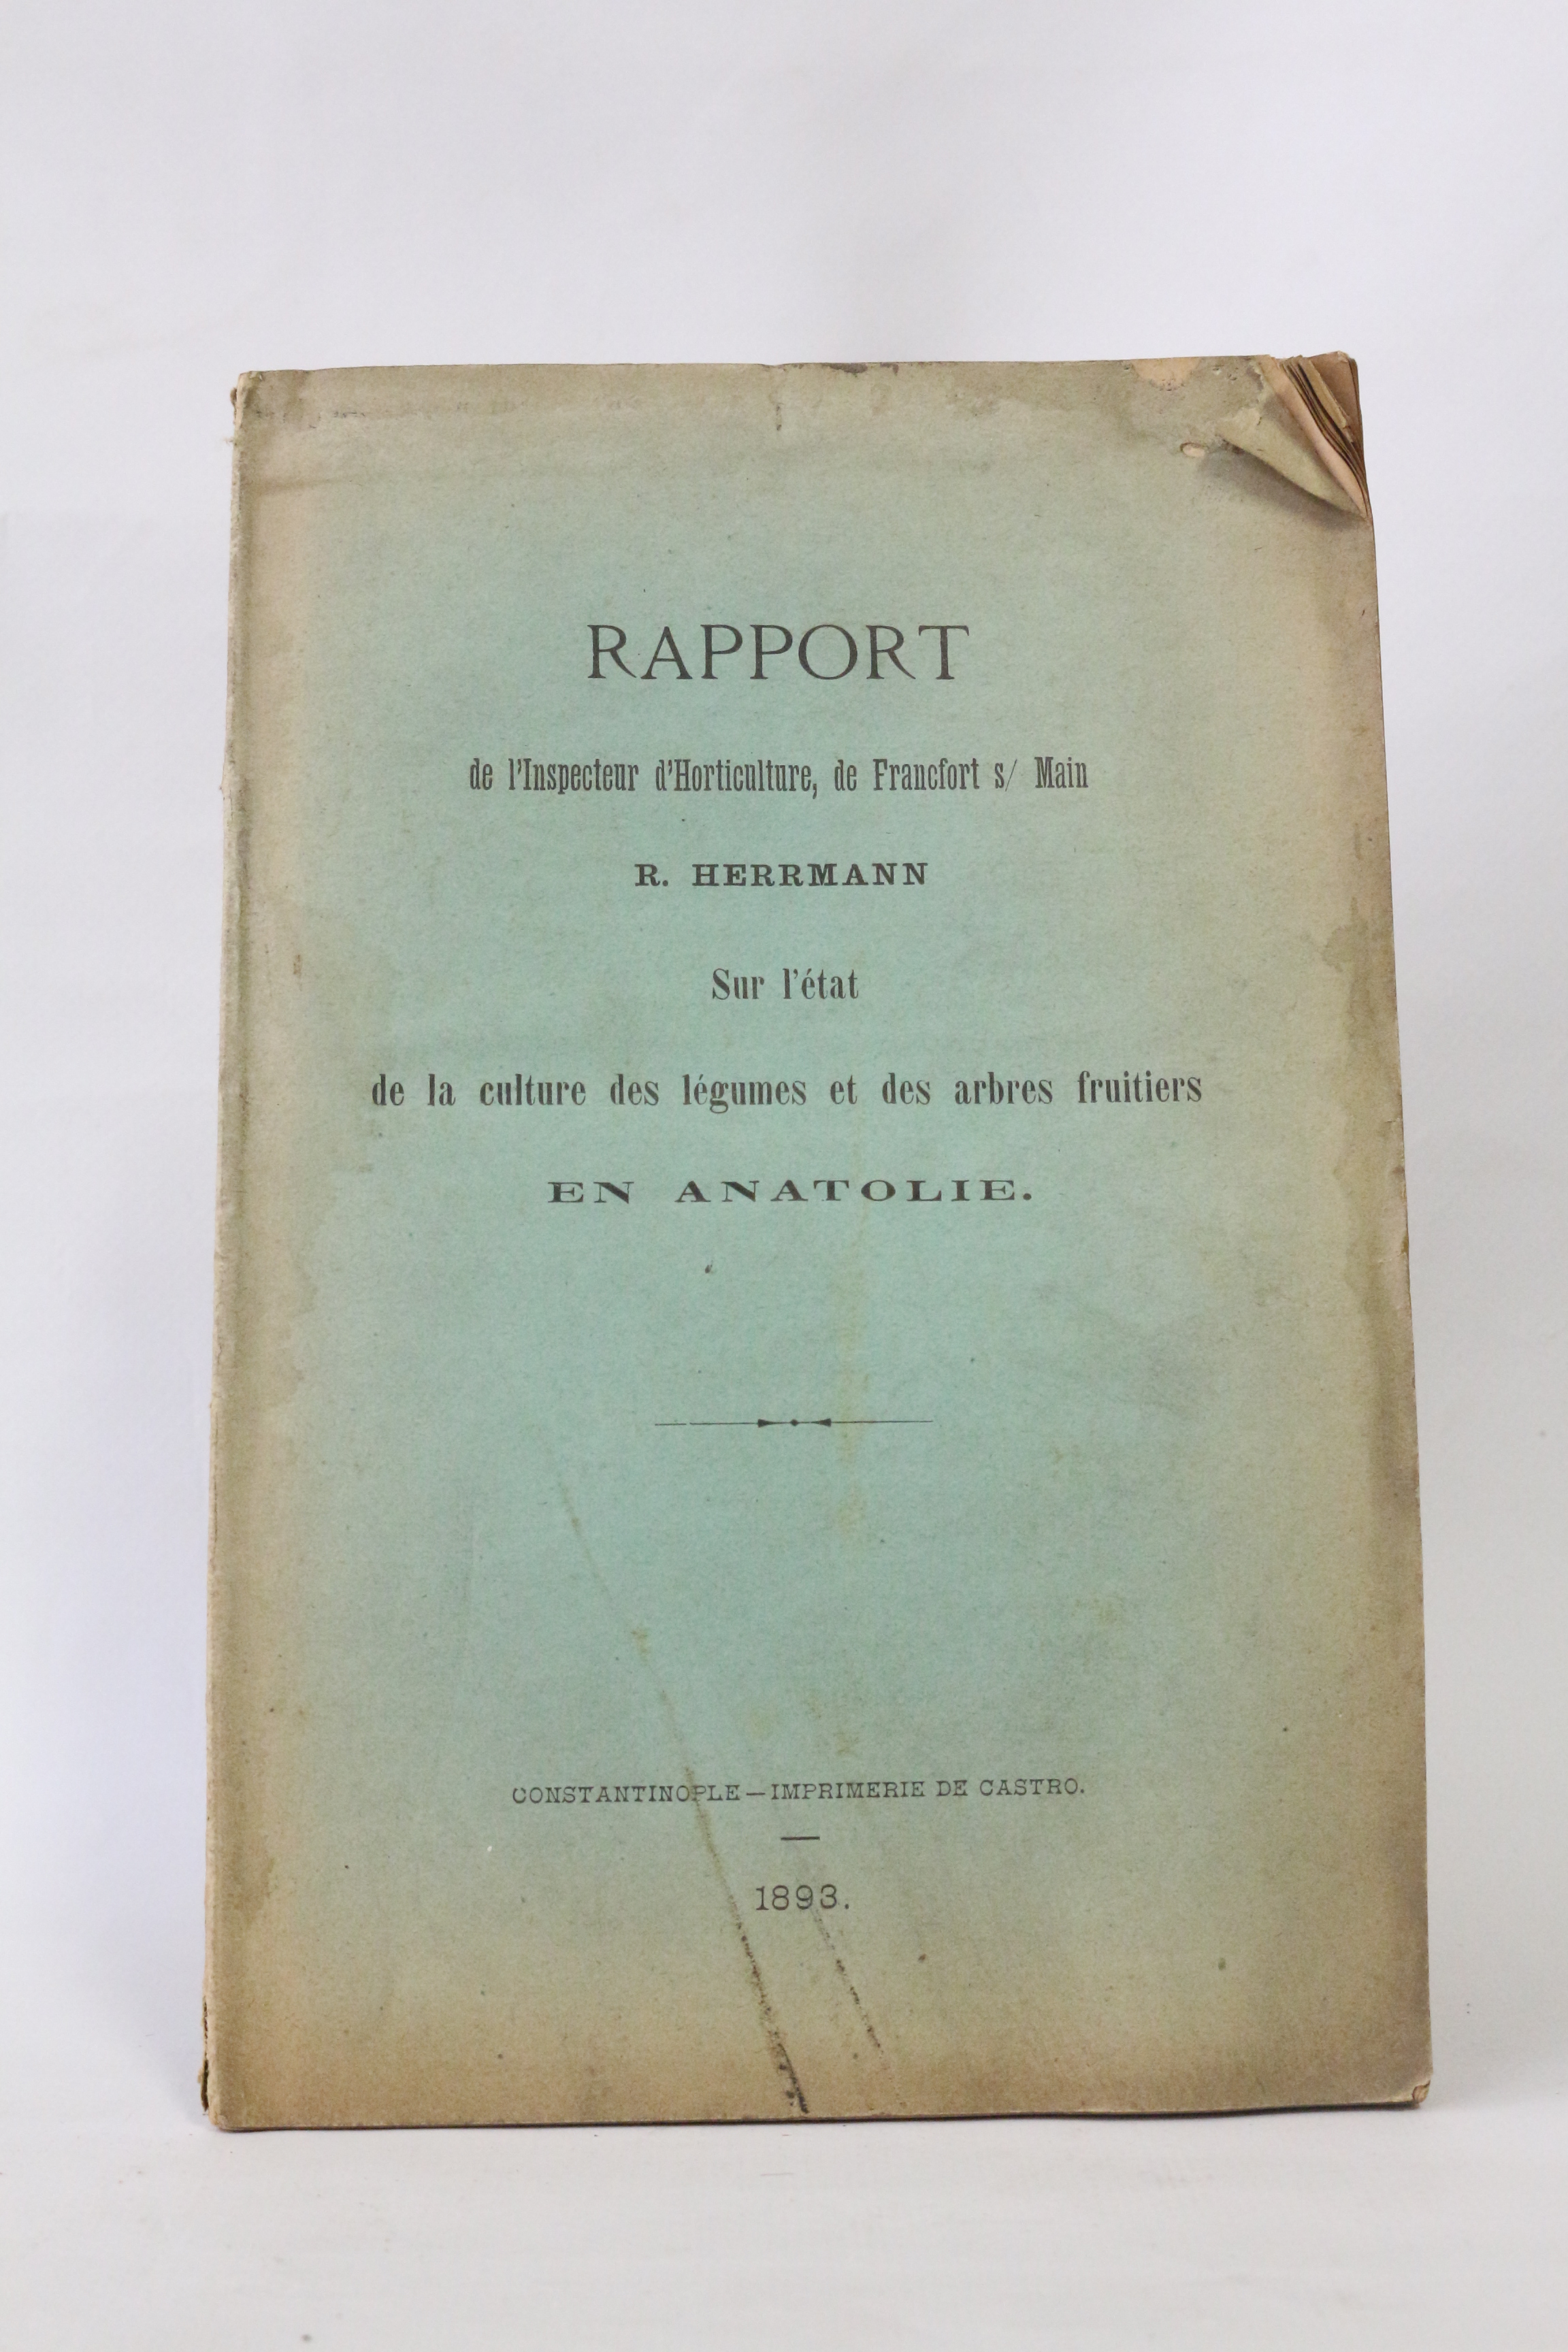 RAPPORT
de l'Inspecteur d'Horticulture, de Francfort s/ Main
R. HERRMANN
Sur l'état
de la culture des légumes et des arbres fruitiers
EN ANATOLIE.
CONSTANTINOPLE—IMPRIMERIE DE CASTRO.
1893.